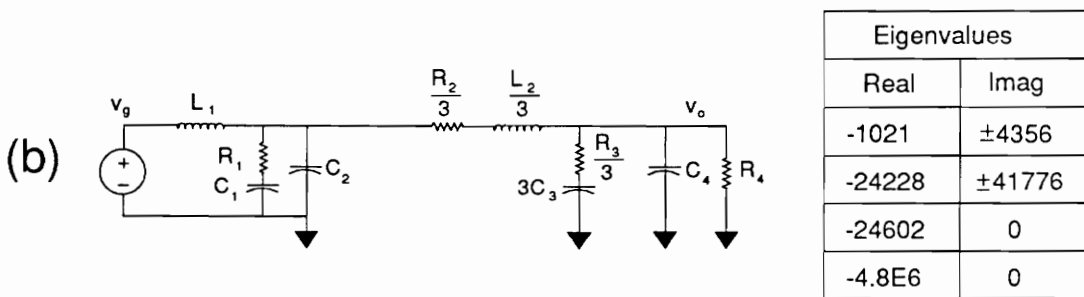 (b)
v_g
L_1
R_1
C_1
C_2
R_2
3
L_2
3
v_o
R_3
3
3C_3
C_4
R_4
Eigenvalues
Real Imag
-1021 ±4356
-24228 ±41776
-24602 0
-4.8E6 0